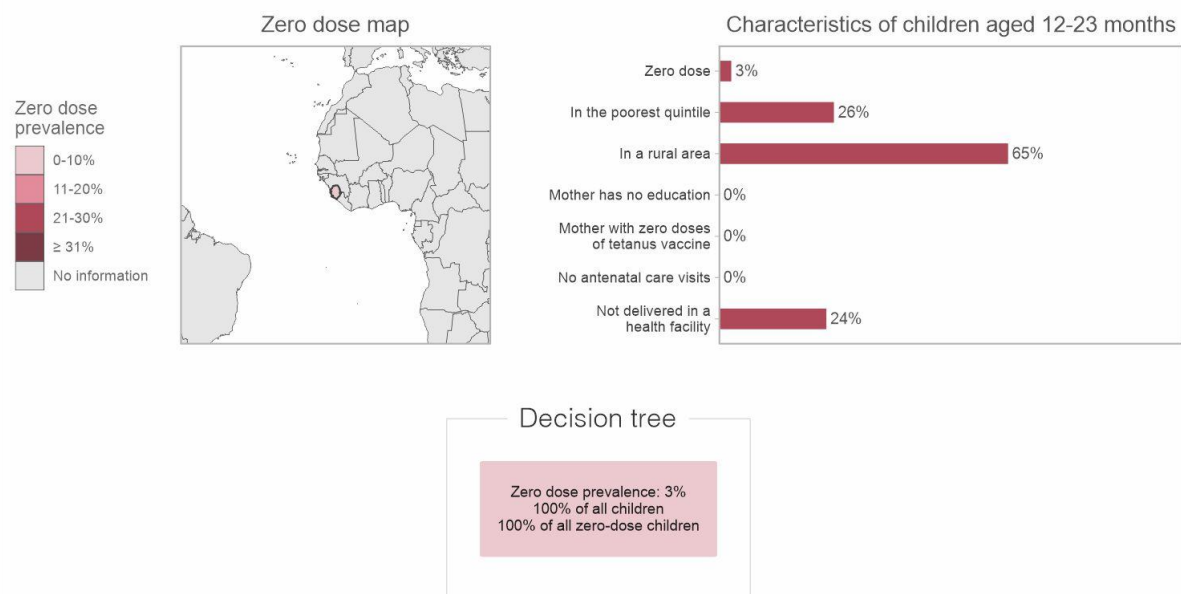 Zero dose map
Zero dose
prevalence
0-10%
11-20%
21-30%
≥ 31%
No information
Characteristics of children aged 12-23 months
Zero dose
3%
In the poorest quintile
26%
In a rural area
65%
Mother has no education
0%
Mother with zero doses
of tetanus vaccine
0%
No antenatal care visits
0%
Not delivered in a
health facility
24%
Decision tree
Zero dose prevalence: 3%
100% of all children
100% of all zero-dose children